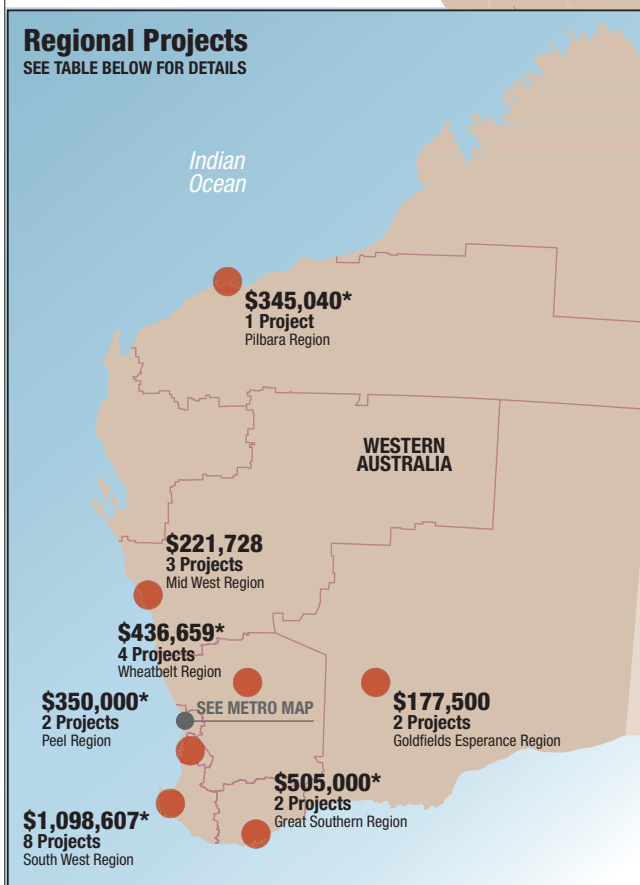 Regional Projects
SEE TABLE BELOW FOR DETAILS
Indian
Ocean
$345,040*
1 Project
Pilbara Region
WESTERN
AUSTRALIA
$221,728
3 Projects
Mid West Region
$436,659*
4 Projects
Wheatbelt Region
$350,000*
2 Projects
Peel Region
SEE METRO MAP
$177,500
2 Projects
Goldfields Esperance Region
$505,000*
2 Projects
Great Southern Region
$1,098,607*
8 Projects
South West Region